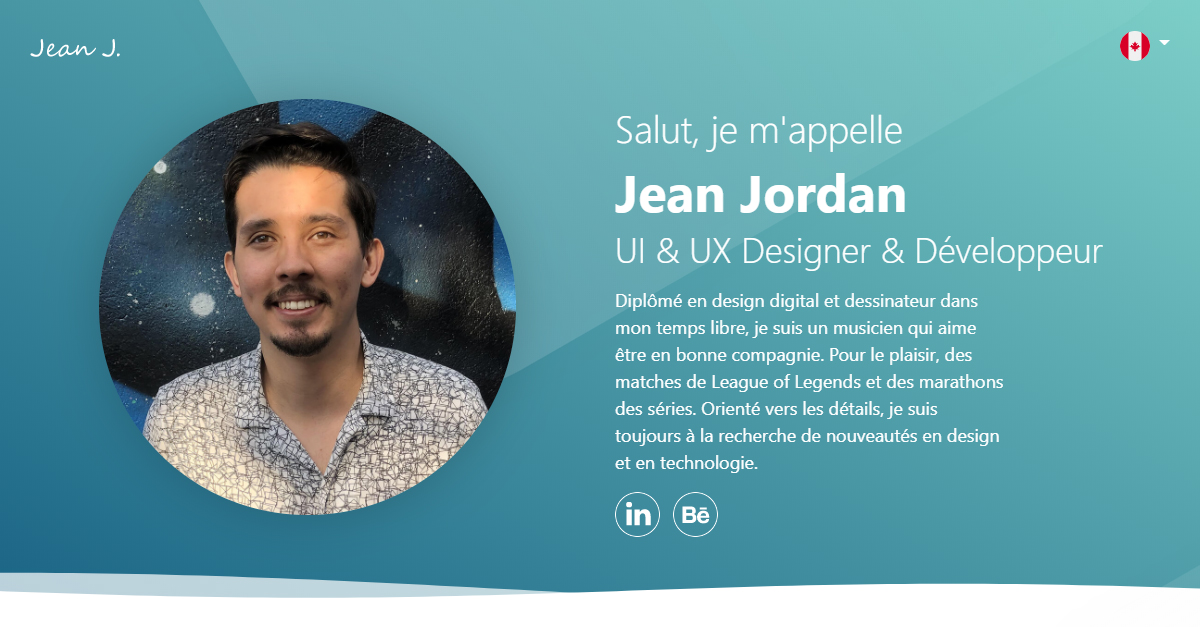 Jean J.
Salut, je m'appelle
Jean Jordan
UI & UX Designer & Développeur
Diplômé en design digital et dessinateur dans
mon temps libre, je suis un musicien qui aime
être en bonne compagnie. Pour le plaisir, des
matches de League of Legends et des marathons
des séries. Orienté vers les détails, je suis
toujours à la recherche de nouveautés en design
et en technologie.
in Bē